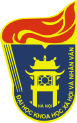 HÀ NỘI
ĐẠI HỌC KHOA HỌC XÃ HỘI VÀ NHÂN VĂN